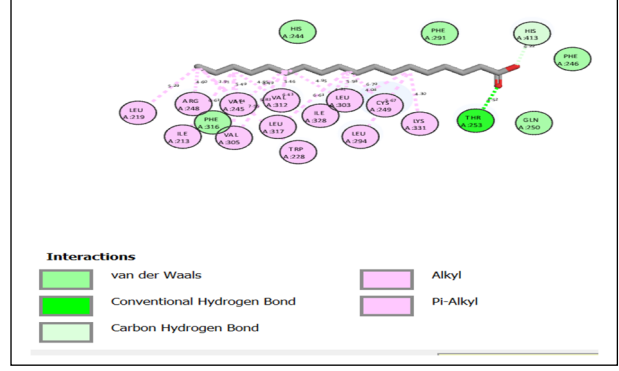 HIS
A:244
PHE
A:291
HIS
A:413
PHE
A:246
LEU
A:219
ARG
A:248
VAL
A:245
VAL
A:312
LEU
A:303
LYS
A:249
PHE
A:316
ILE
A:213
VAL
A:305
LEU
A:317
ILE
A:328
LEU
A:294
LYS
A:331
THR
A:253
GLN
A:250
TRP
A:228
Interactions
van der Waals
Conventional Hydrogen Bond
Carbon Hydrogen Bond
Alkyl
Pi-Alkyl